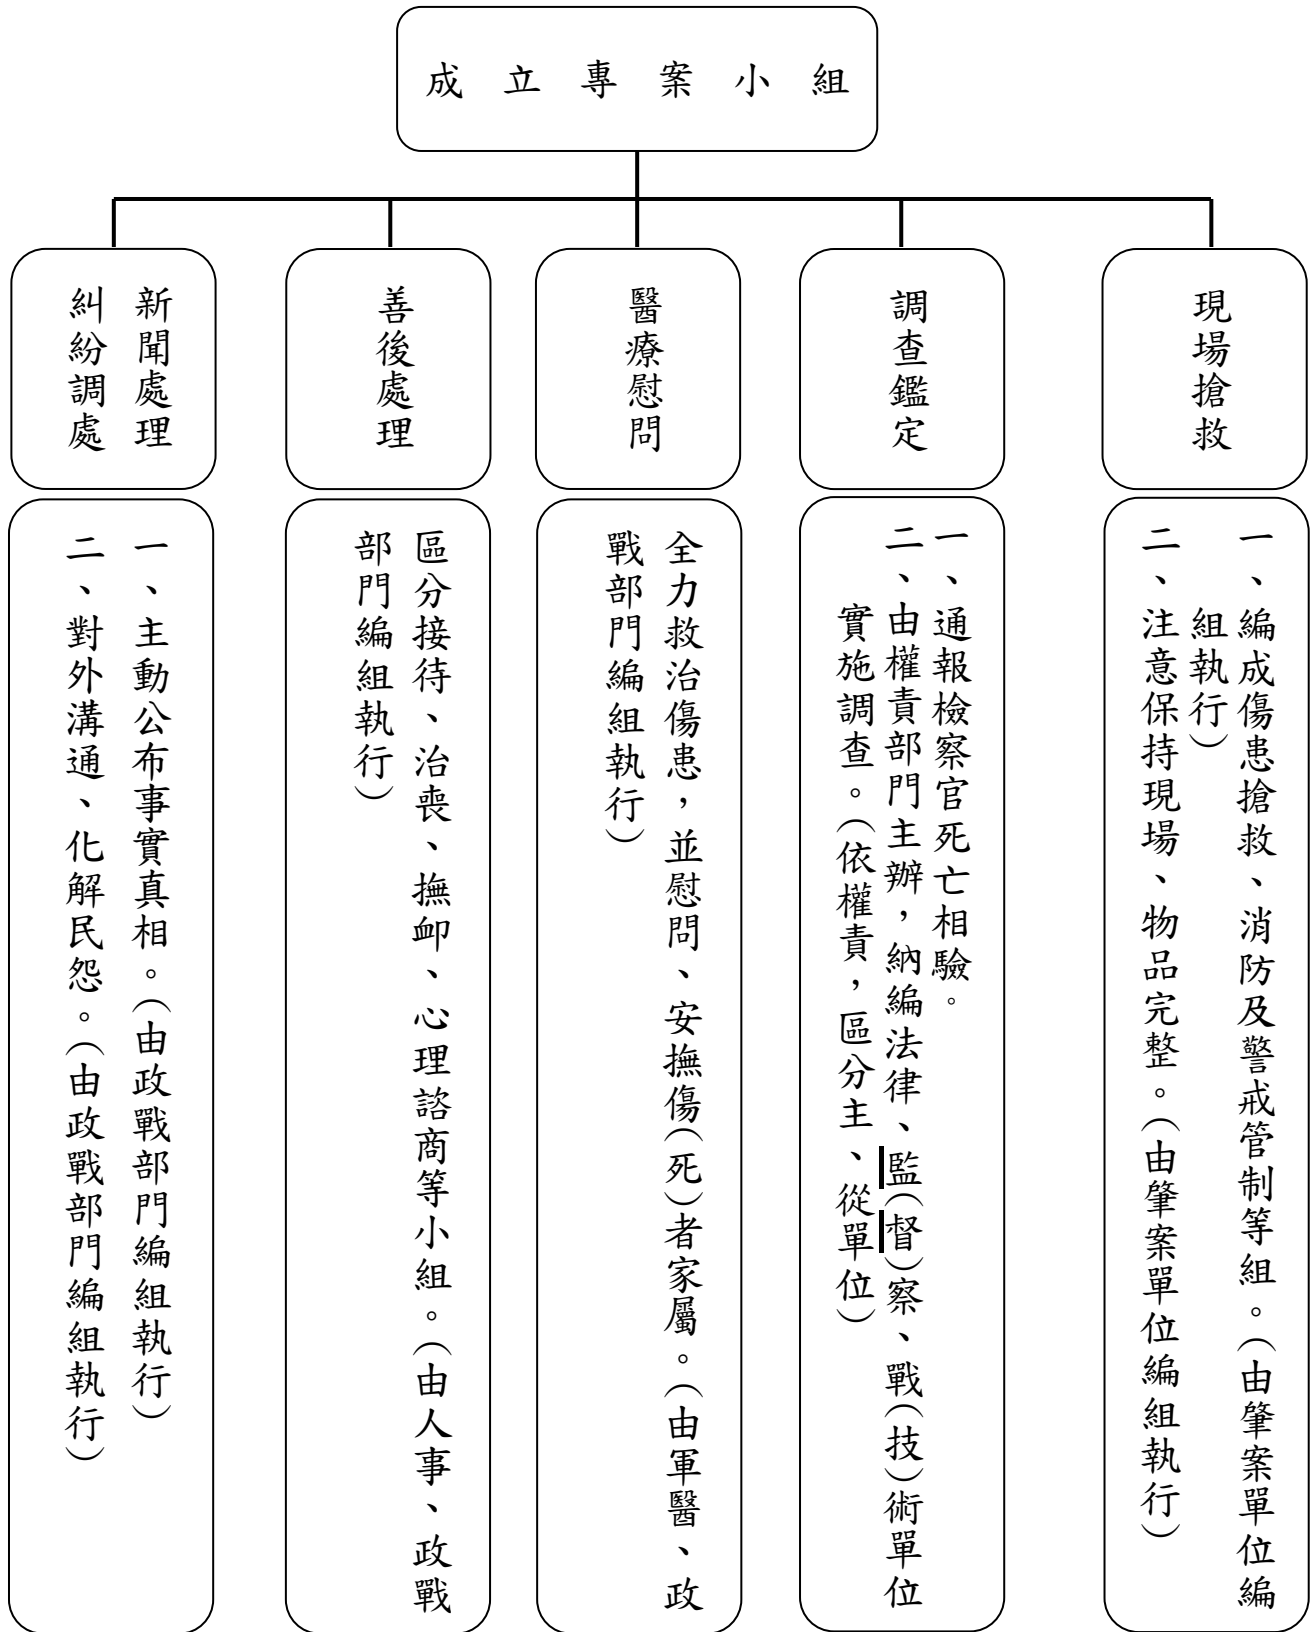 成立專案小組
現場搶救
一、編成傷患搶救、消防及警戒管制等組。(由肇案單位編
組執行)
二、注意保持現場、物品完整。(由肇案單位編組執行)
調查鑑定
一、通報檢察官死亡相驗。
二、由權責部門主辦，納編法律、監(督)察、戰(技)術單位
實施調查。(依權責，區分主、從單位)
醫療慰問
全力救治傷患，並慰問、安撫傷(死)者家屬。(由軍醫、政
戰部門編組執行)
善後處理
區分接待、治喪、撫卹、心理諮商等小組。(由人事、政戰
部門編組執行)
新聞處理
糾紛調處
一、主動公布事實真相。(由政戰部門編組執行)
二、對外溝通、化解民怨。(由政戰部門編組執行)